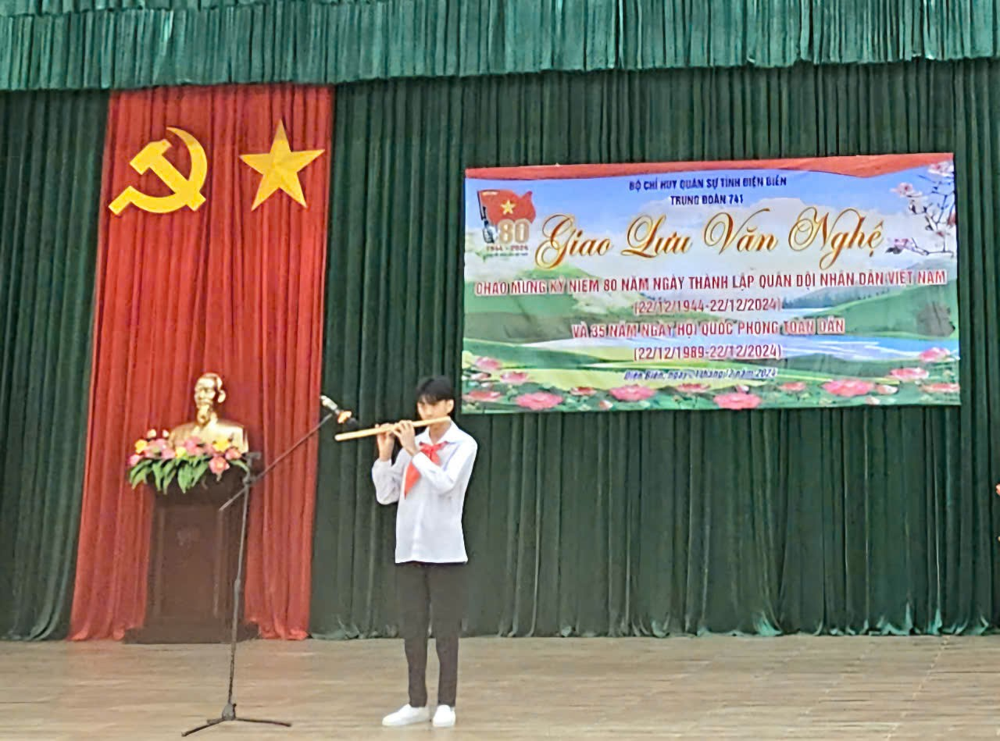 BỘ CHỈ HUY QUÂN SỰ TỈNH ĐIỆN BIÊN
TRUNG ĐOÀN 741
80
1944 - 2024
Giao Lưu Văn Nghệ
CHÀO MỪNG KỶ NIỆM 80 NĂM NGÀY THÀNH LẬP QUÂN ĐỘI NHÂN DÂN VIỆT NAM
(22/12/1944-22/12/2024)
VÀ 35 NĂM NGÀY HỘI QUỐC PHÒNG TOÀN DÂN
(22/12/1989-22/12/2024)
Điện Biên, ngày tháng 12 năm 2024